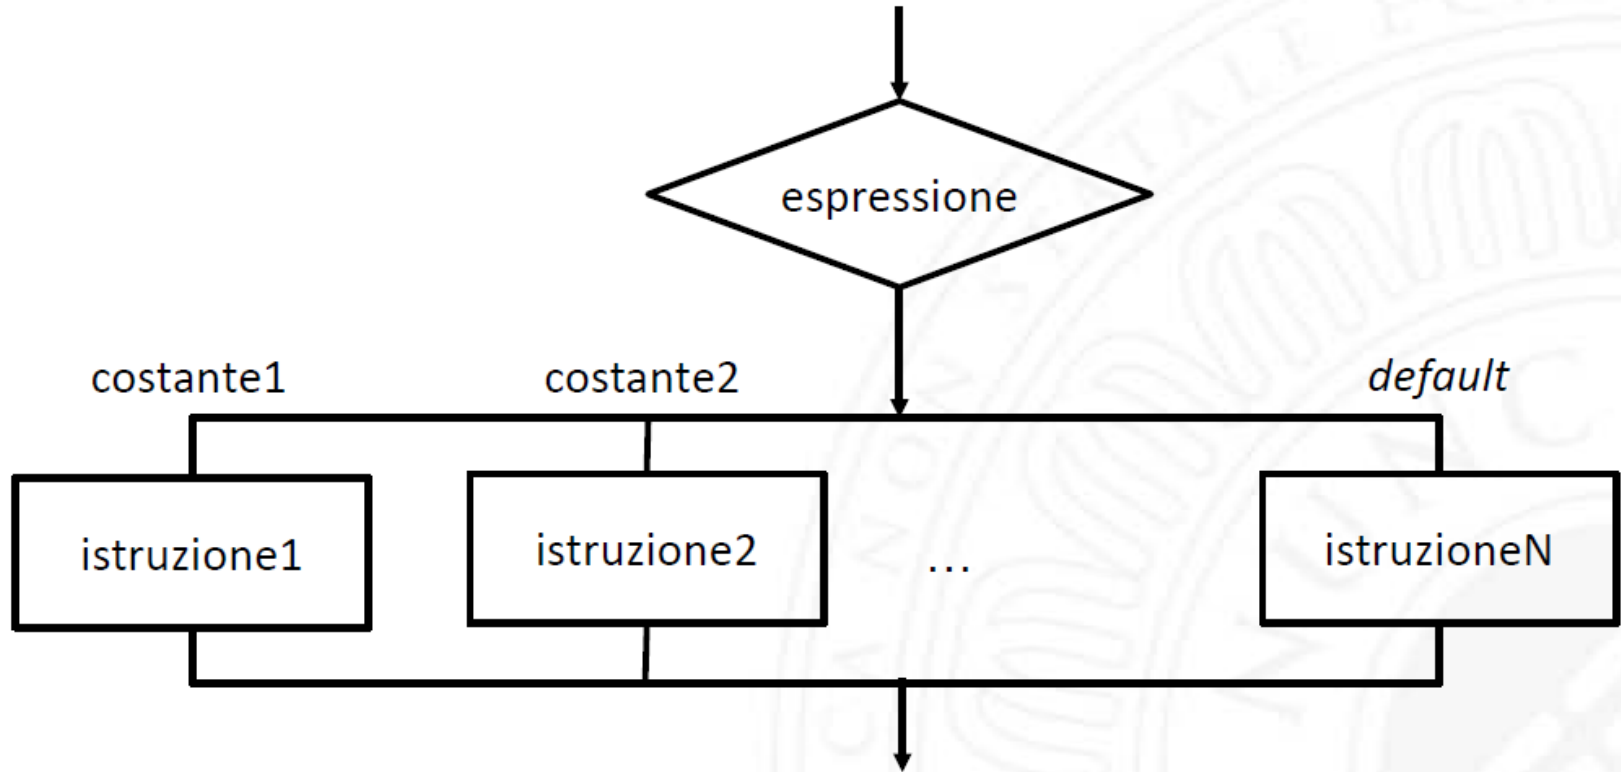 espressione
costante1 costante2 default
istruzione1 istruzione2 ... istruzioneN